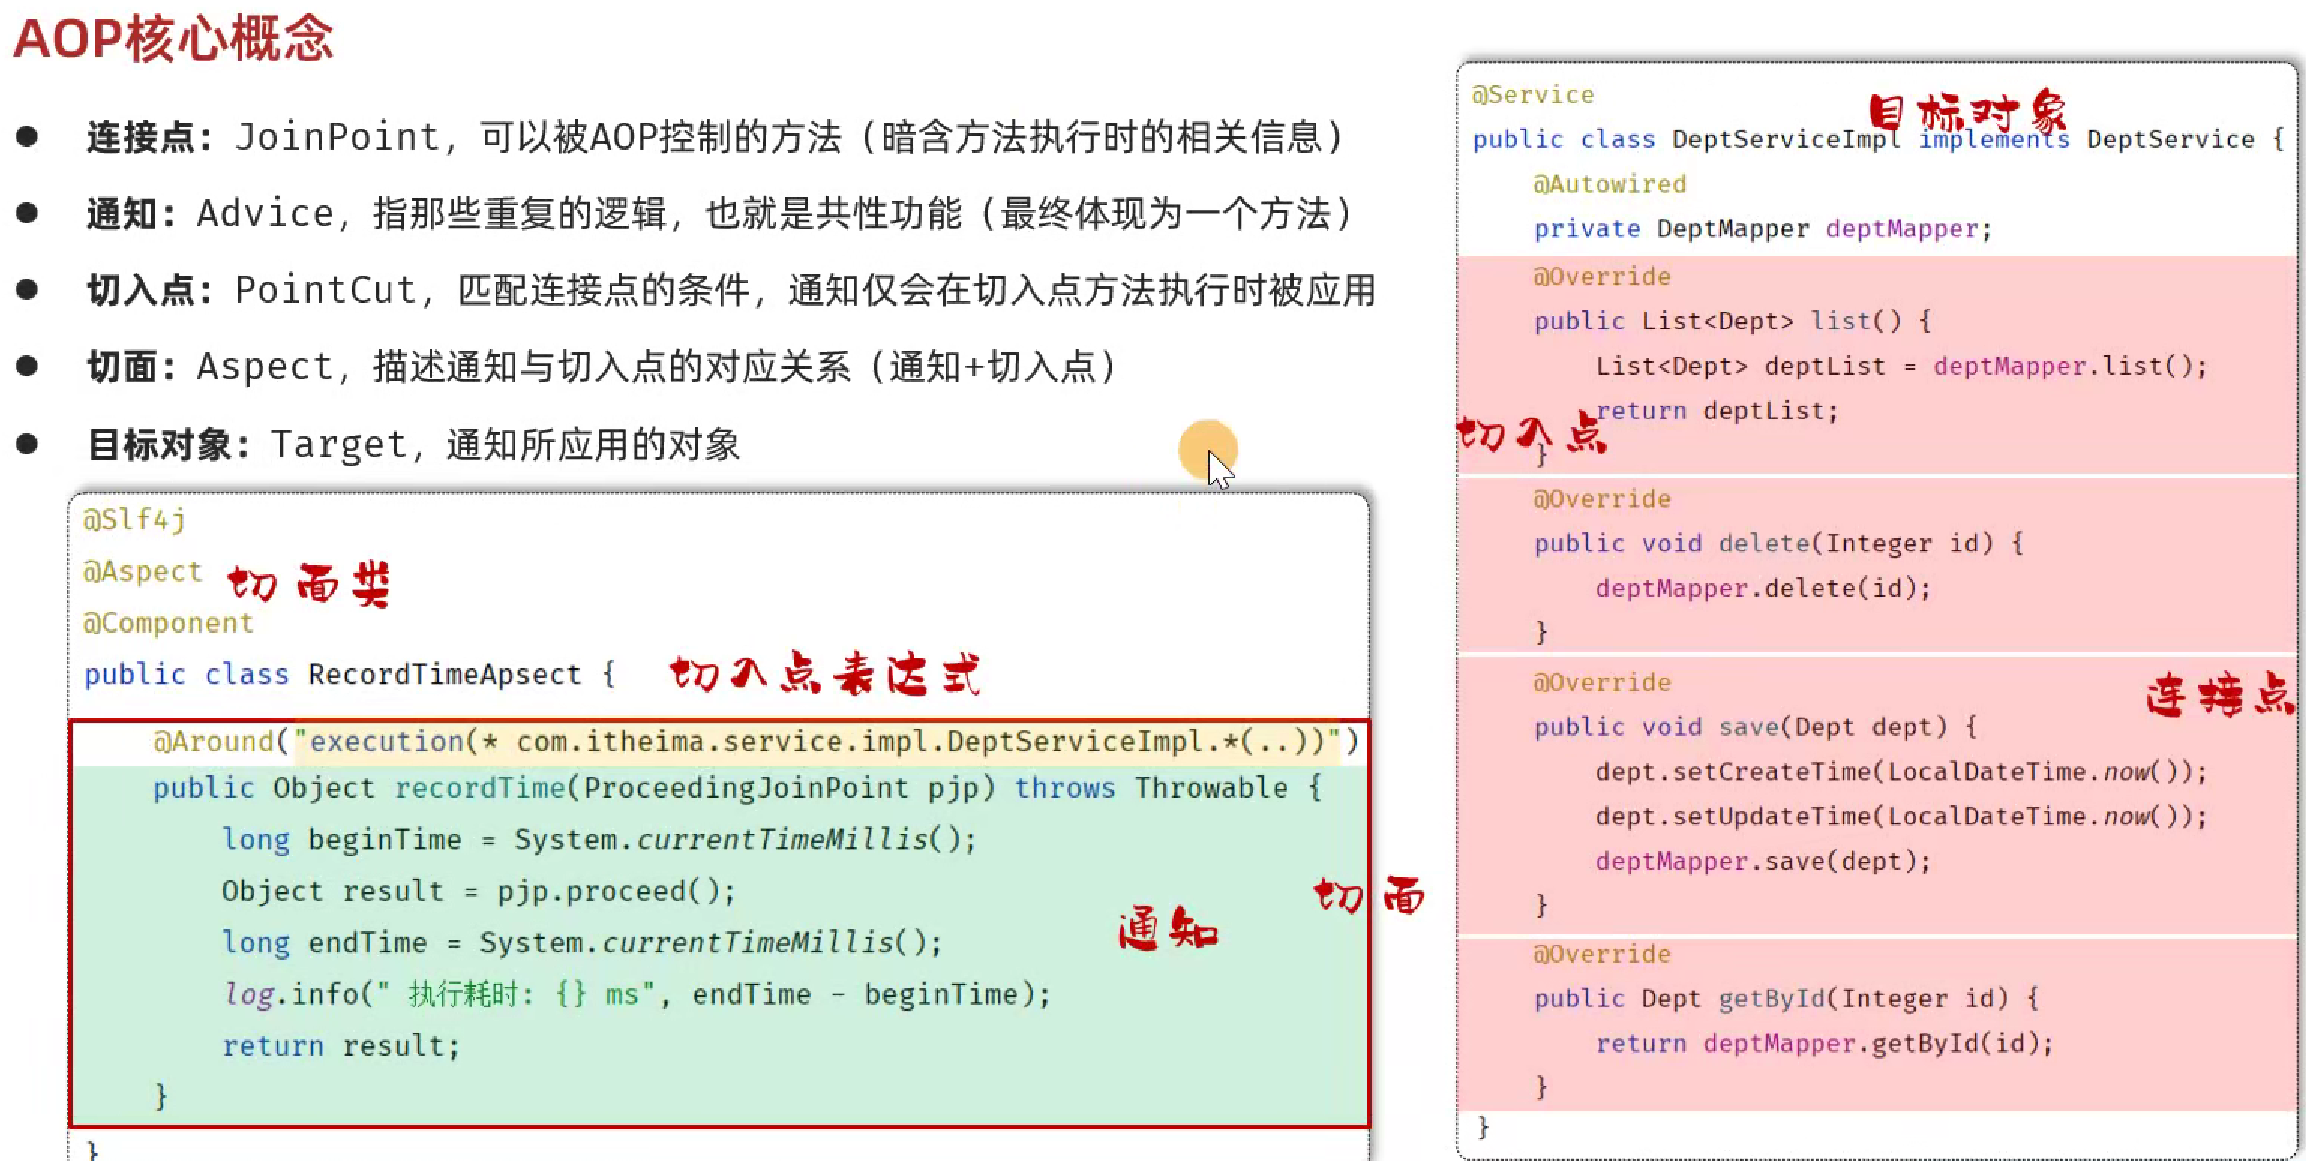 AOP核心概念
连接点：JoinPoint，可以被AOP控制的方法（暗含方法执行时的相关信息）
通知：Advice，指那些重复的逻辑，也就是共性功能（最终体现为一个方法）
切入点：PointCut，匹配连接点的条件，通知仅会在切入点方法执行时被应用
切面：Aspect，描述通知与切入点的对应关系（通知+切入点）
目标对象：Target，通知所应用的对象
@Slf4j
@Aspect 切面类
@Component
public class RecordTimeApsect { 切入点表达式
@Around("execution(* com.itheima.service.impl.DeptServiceImpl.*(..))")
public Object recordTime(ProceedingJoinPoint pjp) throws Throwable {
long beginTime = System.currentTimeMillis();
Object result = pjp.proceed();
切面
通知
long endTime = System.currentTimeMillis();
log.info(" 执行耗时: {} ms", endTime - beginTime);
return result;
}
}
@Service
目标对象
public class DeptServiceImpl implements DeptService {
@Autowired
private DeptMapper deptMapper;
@Override
public List<Dept> list() {
List<Dept> deptList = deptMapper.list();
return deptList;
切入点
}
@Override
public void delete(Integer id) {
deptMapper.delete(id);
}
@Override
连接点
public void save(Dept dept) {
dept.setCreateTime(LocalDateTime.now());
dept.setUpdateTime(LocalDateTime.now());
deptMapper.save(dept);
}
@Override
public Dept getById(Integer id) {
return deptMapper.getById(id);
}
}